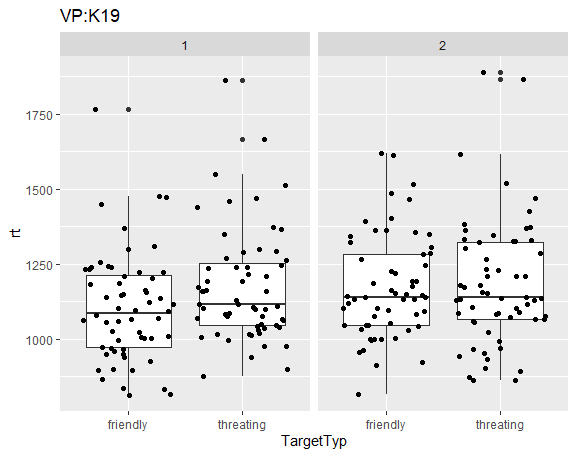 VP:K19
1 2
1750
1500
1250
1000
rt
friendly threating friendly threating
TargetTyp